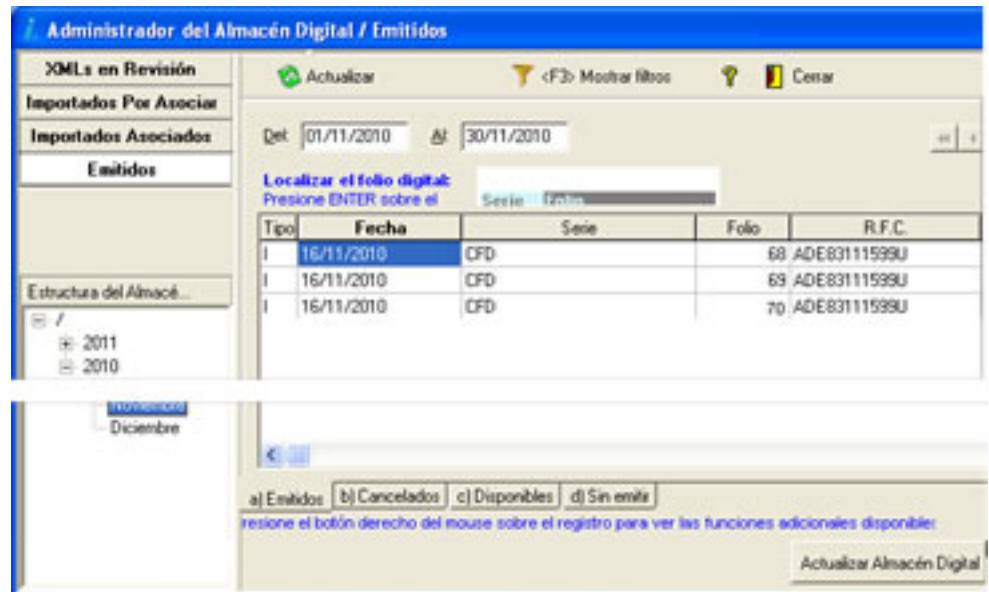 Administrador del Almacén Digital / Emitidos
XMLs en Revisión
Importados Por Asociar
Importados Asociados
Emitidos
Actualizar <F3> Mostrar filtros Cerrar
Del: 01/11/2010 Al: 30/11/2010
Localizar el folio digital:
Presione ENTER sobre el
Serie Folio
Tipo Fecha Serie Folio R.F.C.
I 16/11/2010 CFD 68 ADE83111599U
I 16/11/2010 CFD 69 ADE83111599U
I 16/11/2010 CFD 70 ADE83111599U
Estructura del Almacé...
/
2011
2010
Noviembre
Diciembre
a) Emitidos b) Cancelados c) Disponibles d) Sin emitir
resione el botón derecho del mouse sobre el registro para ver las funciones adicionales disponibles
Actualizar Almacén Digital